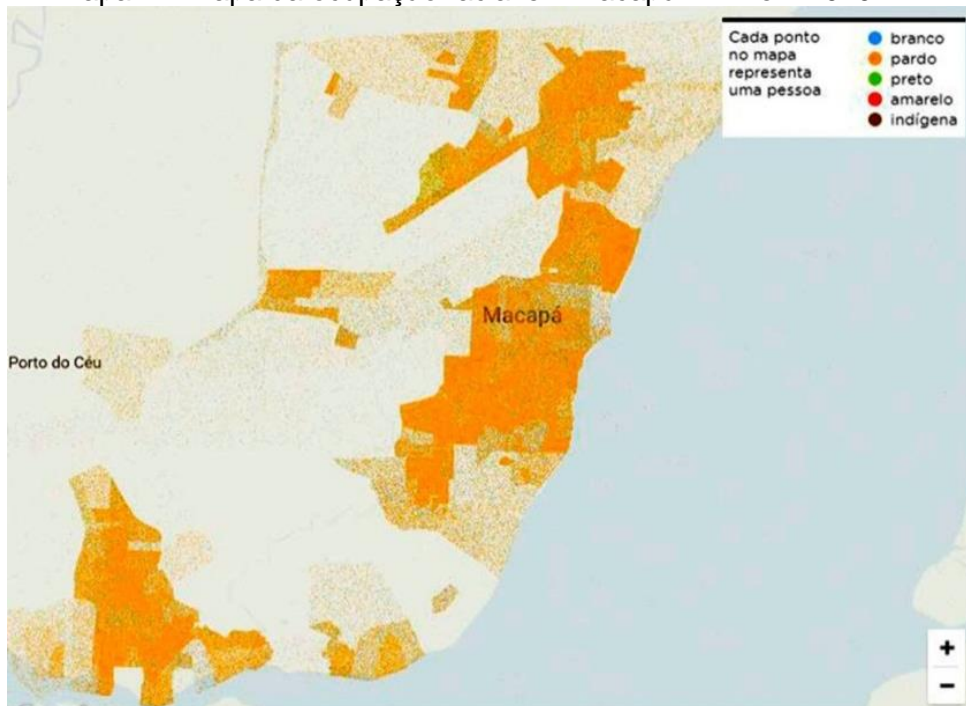 Cada ponto
no mapa
representa
uma pessoa
branco
pardo
preto
amarelo
indígena
Macapá
Porto do Céu
+
−